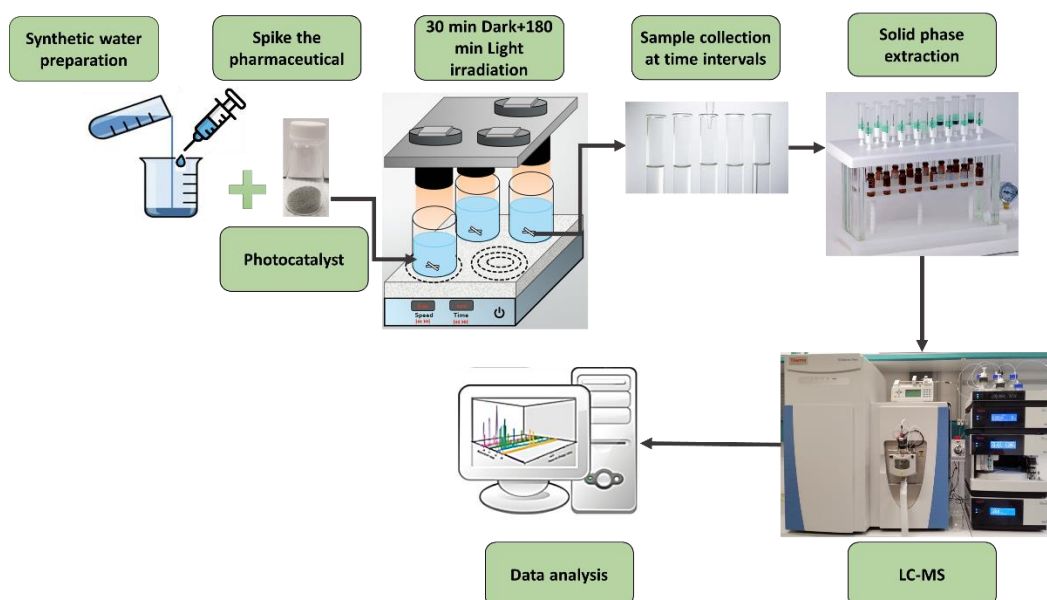 Synthetic water
preparation
Spike the
pharmaceutical
30 min Dark+180
min Light
irradiation
Sample collection
at time intervals
Solid phase
extraction
Photocatalyst
Speed
Time
Data analysis
LC-MS